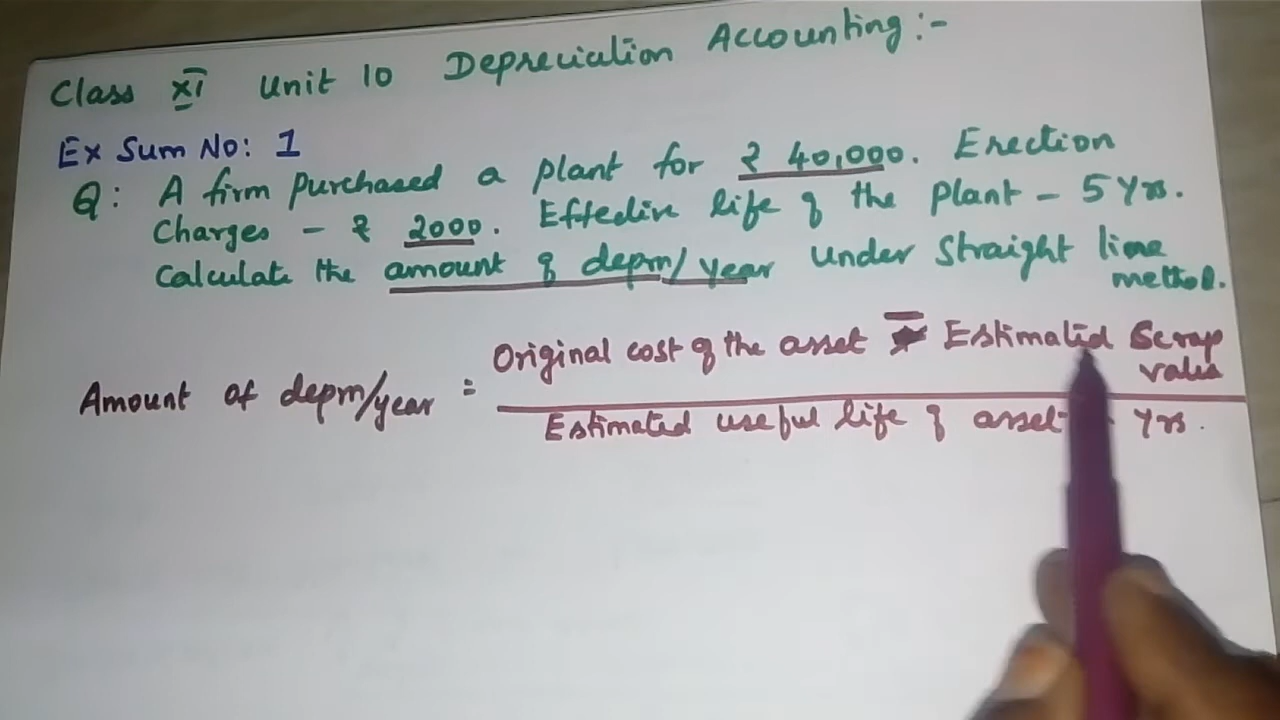 Class XI Unit 10 Depreciation Accounting:-
Ex Sum No: 1
Q: A firm purchased a plant for ₹ 40,000. Erection
Charges - ₹ 2000. Effective life of the plant - 5 Yrs.
Calculate the amount of deprn/year under Straight line
method.
Original cost of the asset - Estimated Scrap
value
Amount of deprn/year =
Estimated useful life of asset Yrs.